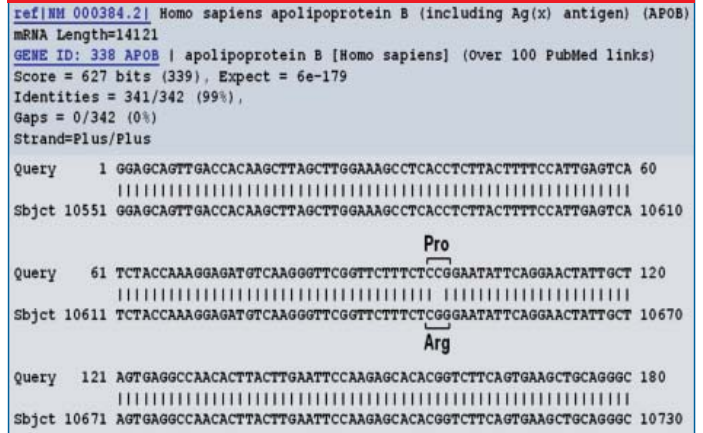 ref|NM_000384.2| Homo sapiens apolipoprotein B (including Ag(x) antigen) (APOB)
mRNA Length=14121
GENE ID: 338 APOB | apolipoprotein B [Homo sapiens] (Over 100 PubMed links)
Score = 627 bits (339), Expect = 6e-179
Identities = 341/342 (99%),
Gaps = 0/342 (0%)
Strand=Plus/Plus
Query 1 GGAGCAGTTGACCACAAGCTTAGCTTGGAAAGCCTCACCTCTTACTTTTCCATTGAGTCA 60
Sbjct 10551 GGAGCAGTTGACCACAAGCTTAGCTTGGAAAGCCTCACCTCTTACTTTTCCATTGAGTCA 10610
Pro
Query 61 TCTACCAAAGGAGATGTCAAGGGTTCGGTTCTTTCTCCGGAATATTCAGGAACTATTGCT 120
Sbjct 10611 TCTACCAAAGGAGATGTCAAGGGTTCGGTTCTTTCTCGGGAATATTCAGGAACTATTGCT 10670
Arg
Query 121 AGTGAGGCCAACACTTACTTGAATTCCAAGAGCACACGGTCTTCAGTGAAGCTGCAGGGC 180
Sbjct 10671 AGTGAGGCCAACACTTACTTGAATTCCAAGAGCACACGGTCTTCAGTGAAGCTGCAGGGC 10730